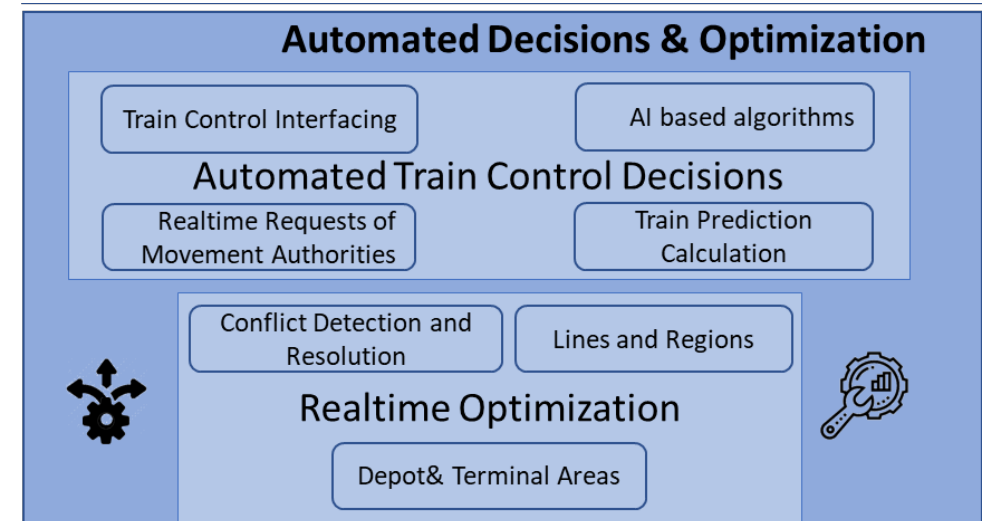 Automated Decisions & Optimization
Train Control Interfacing
AI based algorithms
Automated Train Control Decisions
Realtime Requests of
Movement Authorities
Train Prediction
Calculation
Conflict Detection and
Resolution
Lines and Regions
Realtime Optimization
Depot& Terminal Areas